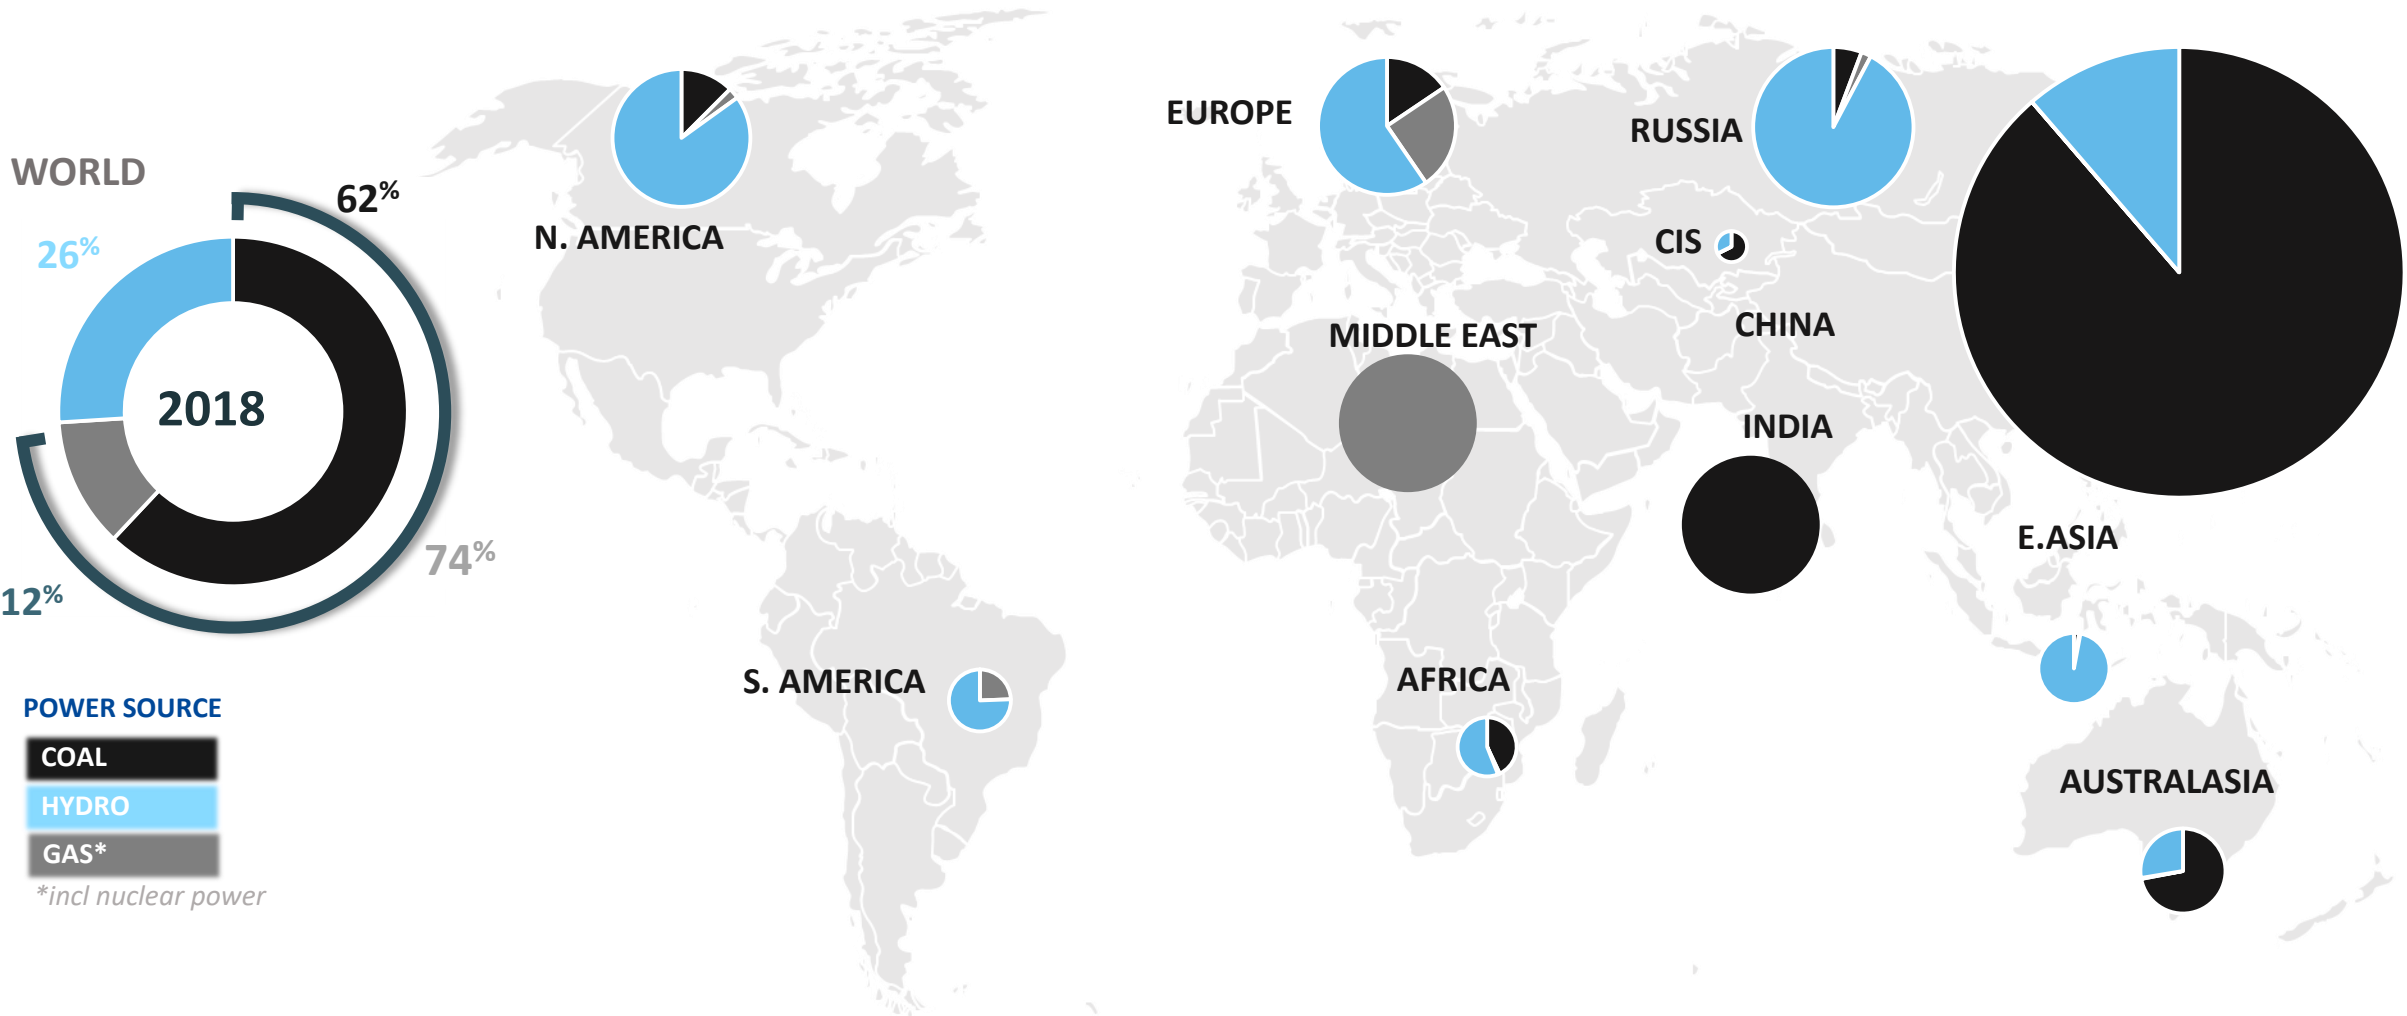 WORLD
62%
26%
2018
74%
12%
POWER SOURCE
COAL
HYDRO
GAS*
*incl nuclear power
N. AMERICA
S. AMERICA
EUROPE
RUSSIA
CIS
CHINA
MIDDLE EAST
INDIA
E.ASIA
AFRICA
AUSTRALASIA